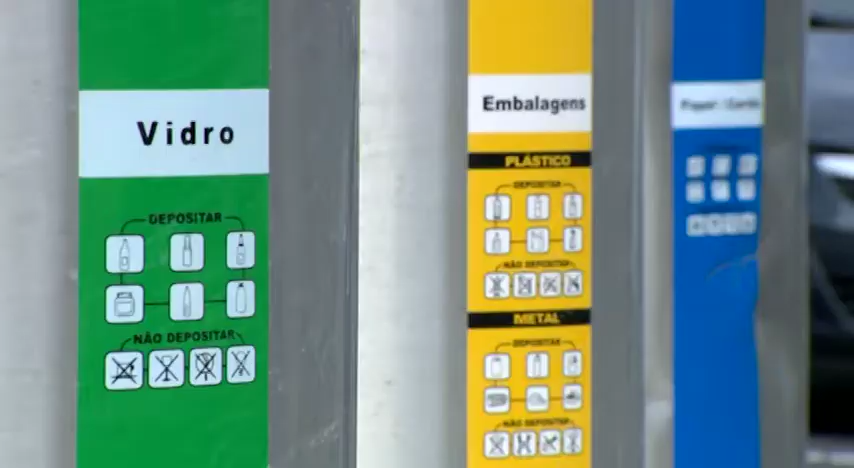 Vidro
DEPOSITAR
NÃO DEPOSITAR
Embalagens
PLÁSTICO
DEPOSITAR
NÃO DEPOSITAR
METAL
DEPOSITAR
NÃO DEPOSITAR